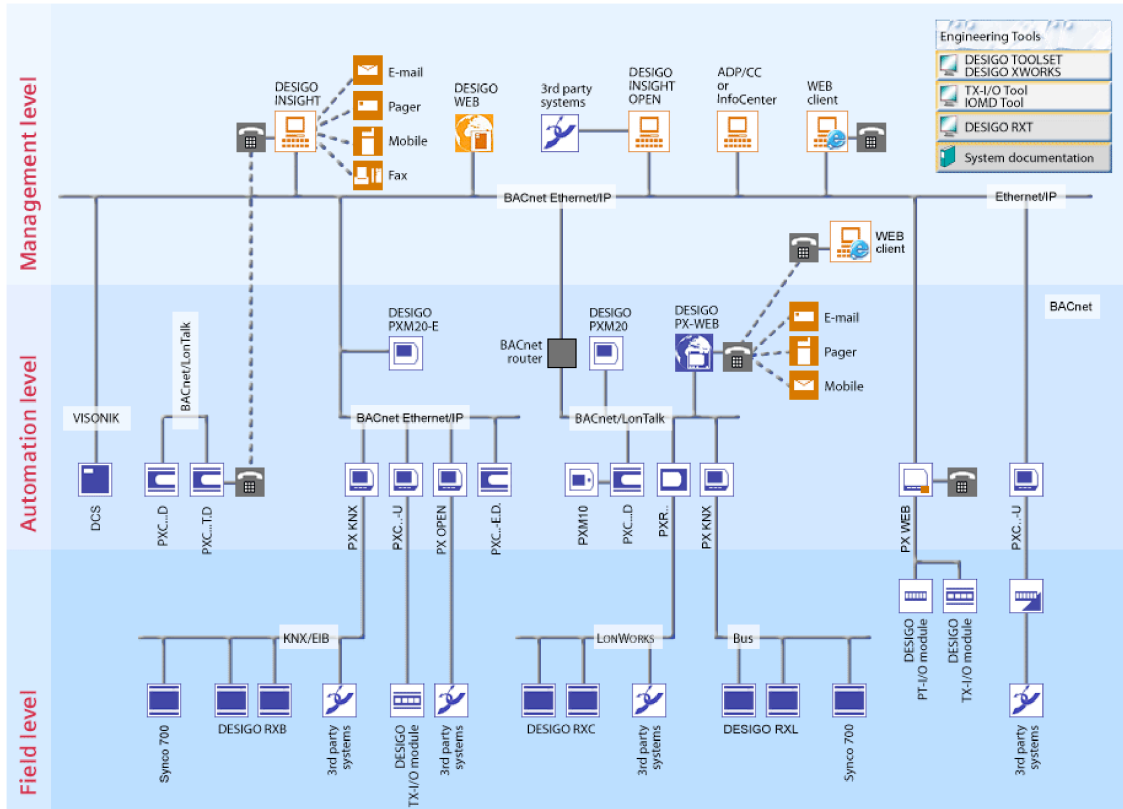 Management level
Engineering Tools
DESIGO TOOLSET
DESIGO XWORKS
TX-I/O Tool
IOMD Tool
DESIGO RXT
System documentation
DESIGO
INSIGHT
E-mail
Pager
Mobile
Fax
DESIGO
WEB
3rd party
systems
DESIGO
INSIGHT
OPEN
ADP/CC
or
InfoCenter
WEB
client
BACnet Ethernet/IP
Ethernet/IP
WEB
client
Automation level
BACnet
BACnet/LonTalk
VISONIK
DESIGO
PXM20-E
BACnet
router
DESIGO
PXM20
DESIGO
PX-WEB
E-mail
Pager
Mobile
BACnet Ethernet/IP
BACnet/LonTalk
DCS
PXC...D
PXC...T.D
PX KNX
PXC..-U
PX OPEN
PXC..-E.D.
PXM10
PXC...D
PXR..
PX KNX
PX WEB
PXC..-U
Field level
KNX/EIB
LONWORKS
Bus
DESIGO
PT-I/O module
DESIGO
TX-I/O module
Synco 700
DESIGO RXB
3rd party
systems
DESIGO
TX-I/O module
3rd party
systems
DESIGO RXC
3rd party
systems
DESIGO RXL
Synco 700
3rd party
systems